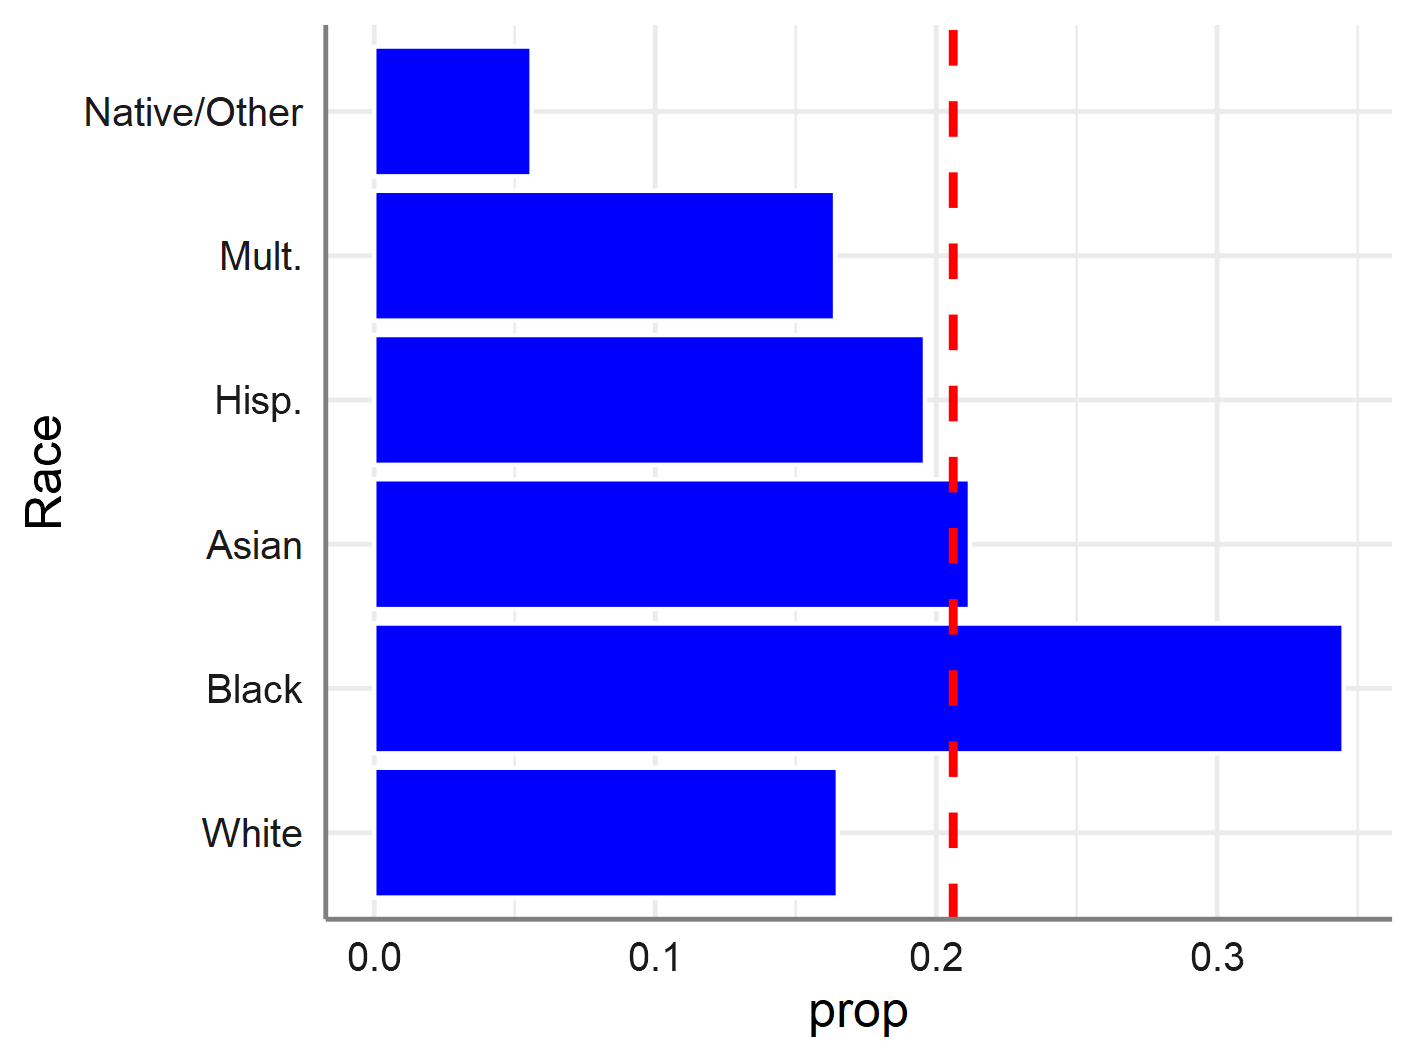 Native/Other
Mult.
Hisp.
Asian
Black
White
Race
0.0 0.1 0.2 0.3
prop